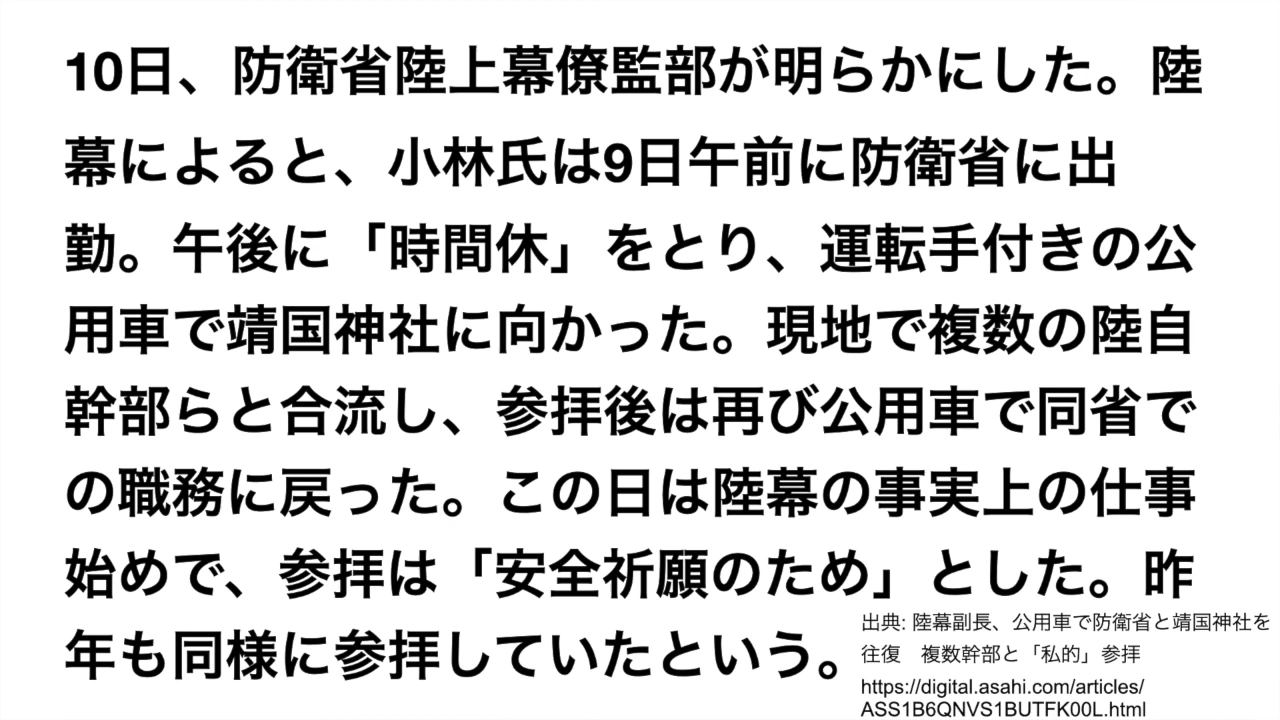 10日、防衛省陸上幕僚監部が明らかにした。陸
幕によると、小林氏は9日午前に防衛省に出
勤。午後に「時間休」をとり、運転手付きの公
用車で靖国神社に向かった。現地で複数の陸自
幹部らと合流し、参拝後は再び公用車で同省で
の職務に戻った。この日は陸幕の事実上の仕事
始めで、参拝は「安全祈願のため」とした。昨
年も同様に参拝していたという。
出典: 陸幕副長、公用車で防衛省と靖国神社を
往復　複数幹部と「私的」参拝
https://digital.asahi.com/articles/
ASS1B6QNVS1BUTFK00L.html